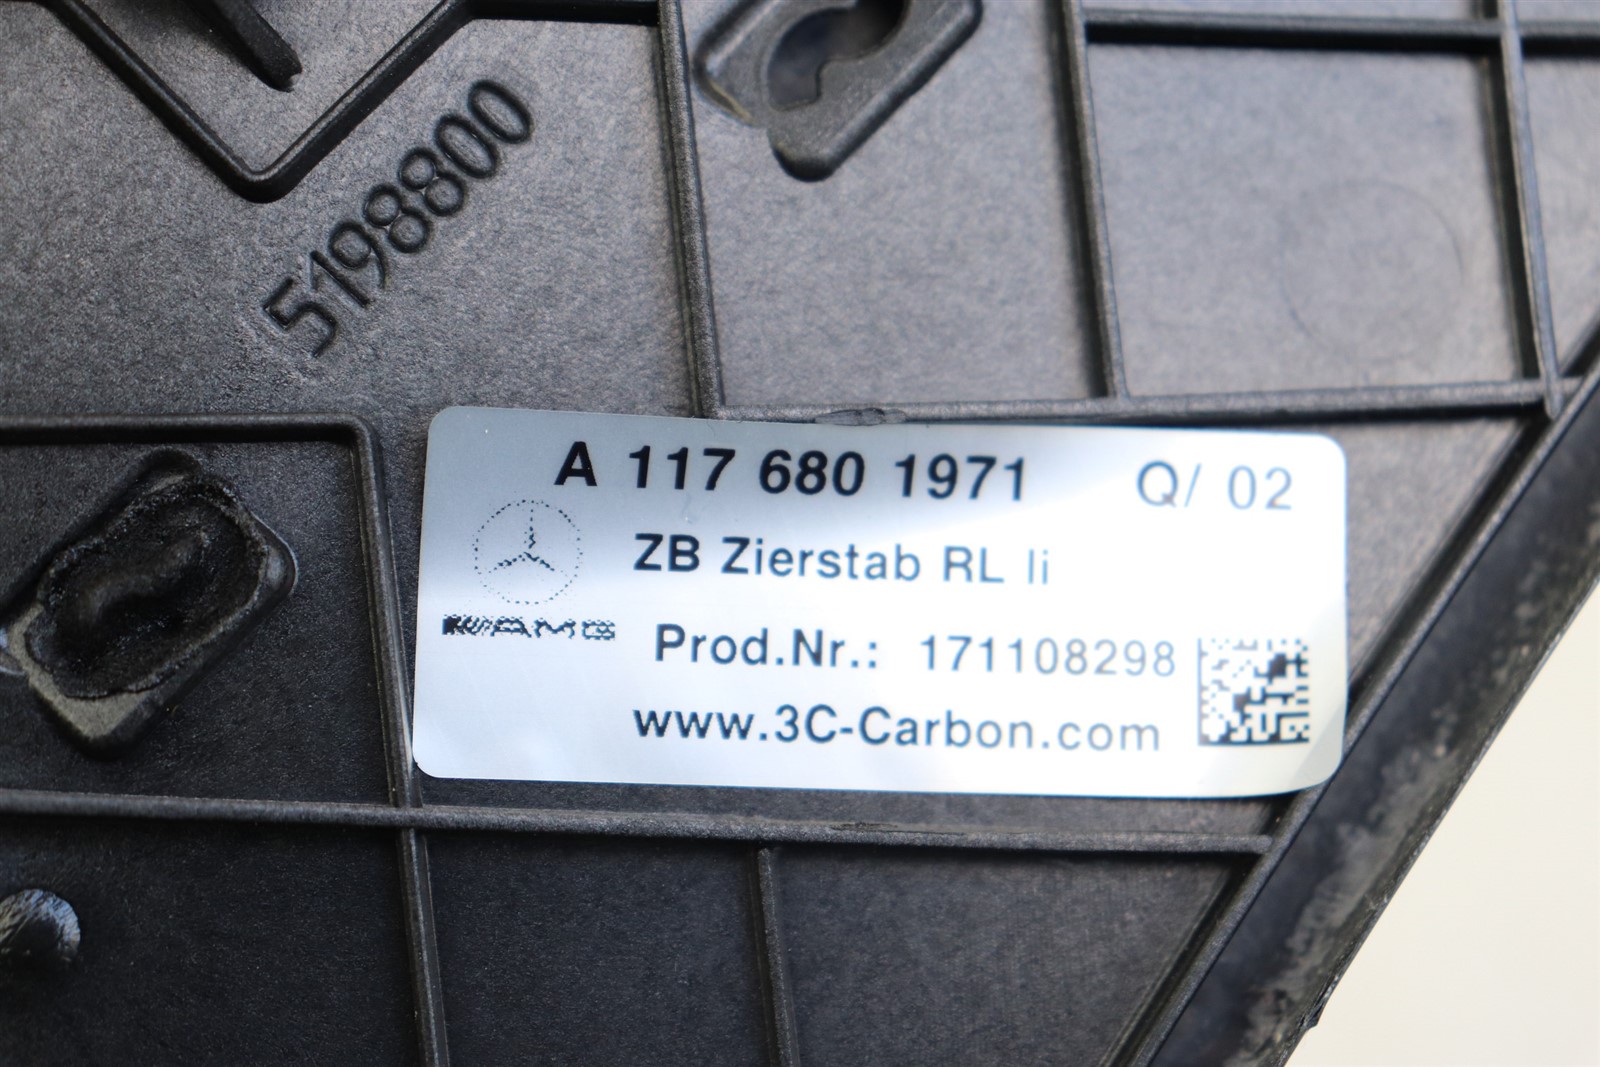 5198800
A 117 680 1971 Q/ 02
ZB Zierstab RL li
AMG
Prod.Nr.: 171108298
www.3C-Carbon.com